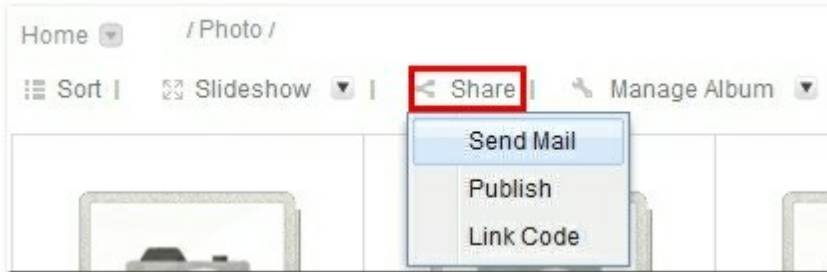 Home / Photo /
Sort | Slideshow | Share | Manage Album
Send Mail
Publish
Link Code